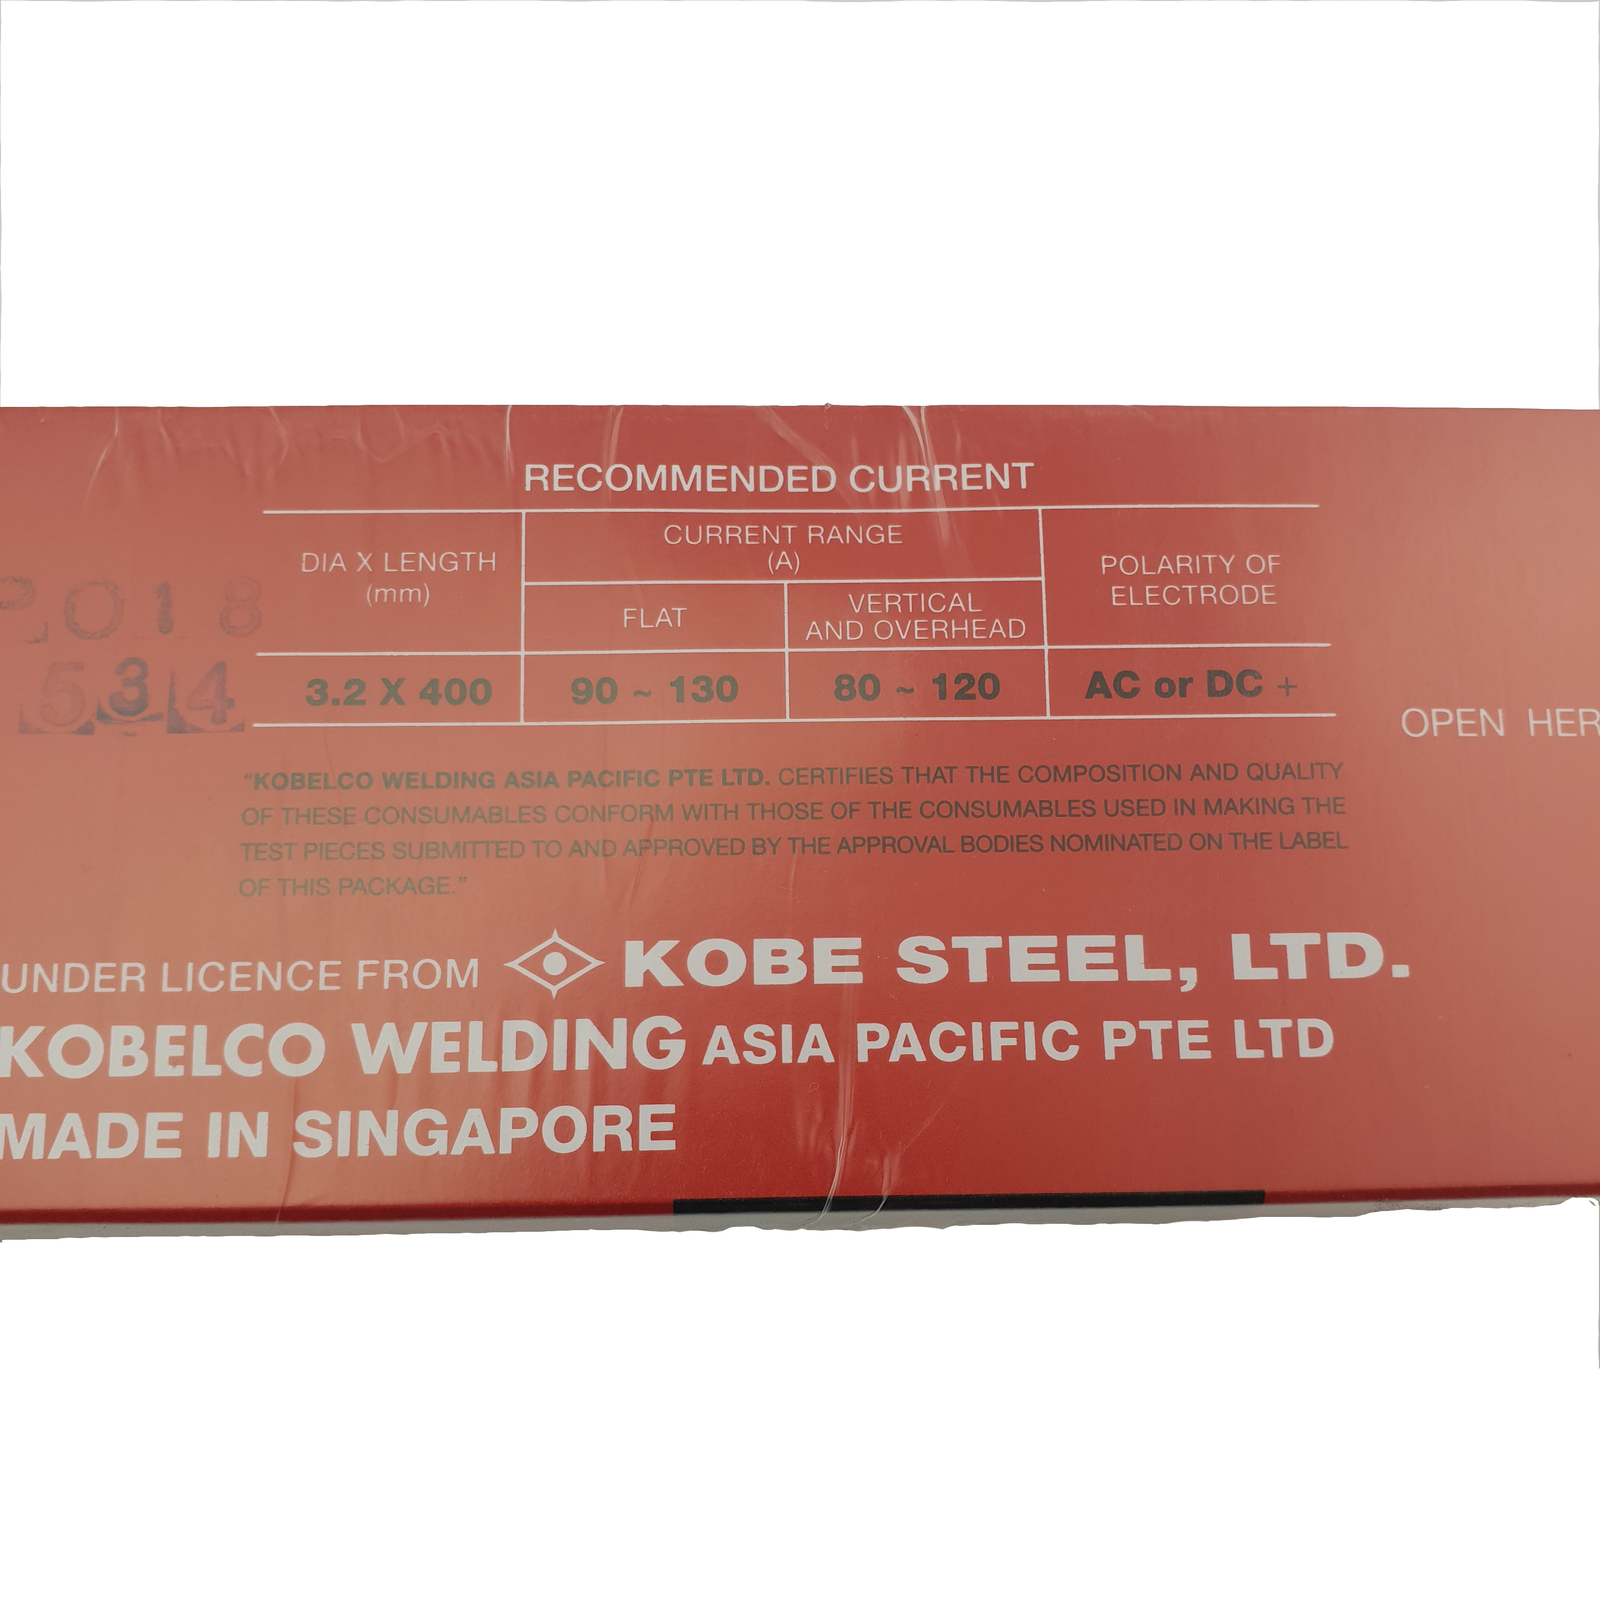 RECOMMENDED CURRENT
DIA X LENGTH
(mm)
CURRENT RANGE
(A)
FLAT
VERTICAL
AND OVERHEAD
POLARITY OF
ELECTRODE
3.2 X 400
90 ~ 130
80 ~ 120
AC or DC +
2018
534
OPEN HER
"KOBELCO WELDING ASIA PACIFIC PTE LTD. CERTIFIES THAT THE COMPOSITION AND QUALITY
OF THESE CONSUMABLES CONFORM WITH THOSE OF THE CONSUMABLES USED IN MAKING THE
TEST PIECES SUBMITTED TO AND APPROVED BY THE APPROVAL BODIES NOMINATED ON THE LABEL
OF THIS PACKAGE."
UNDER LICENCE FROM KOBE STEEL, LTD.
KOBELCO WELDING ASIA PACIFIC PTE LTD
MADE IN SINGAPORE